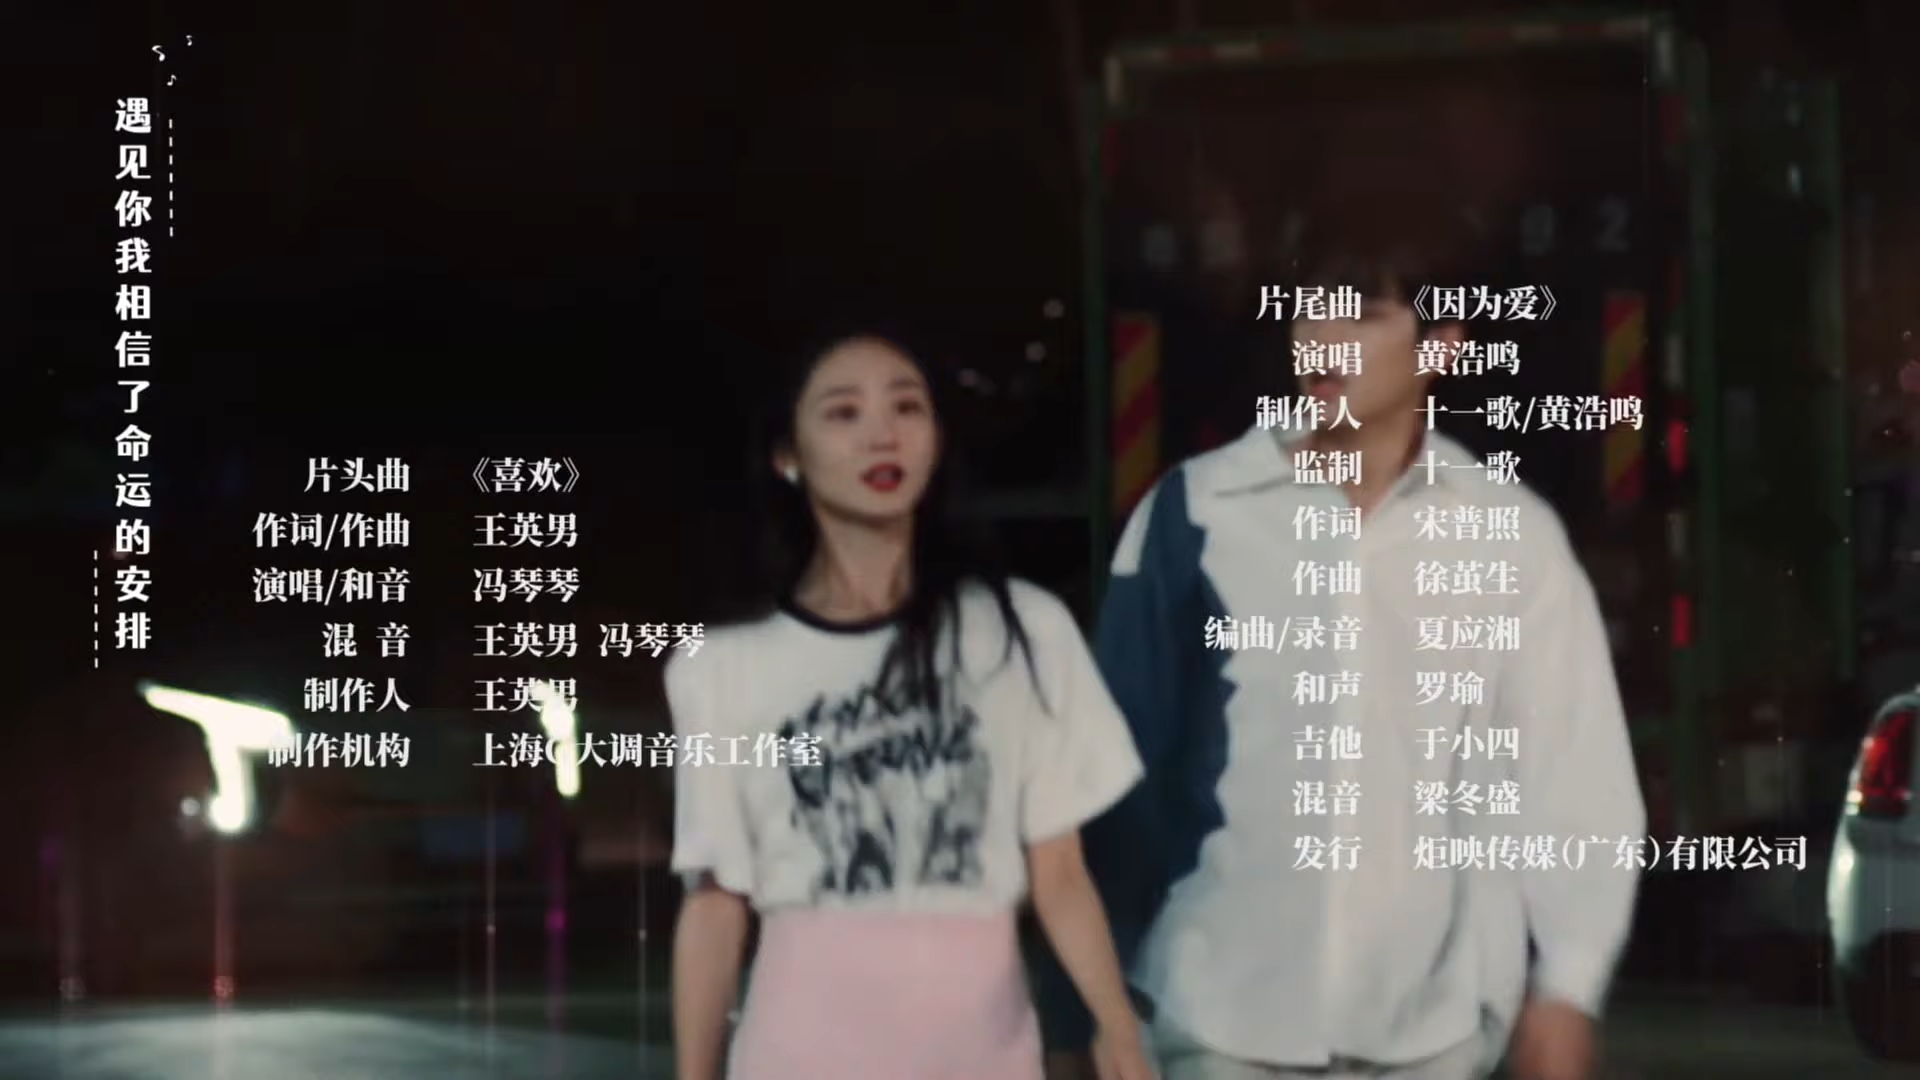 遇见你我相信了命运的安排
片头曲 《喜欢》
作词/作曲 王英男
演唱/和音 冯琴琴
混 音 王英男 冯琴琴
制作人 王英男
制作机构 上海G大调音乐工作室
片尾曲 《因为爱》
演唱 黄浩鸣
制作人 十一歌/黄浩鸣
监制 十一歌
作词 宋普照
作曲 徐茧生
编曲/录音 夏应湘
和声 罗瑜
吉他 于小四
混音 梁冬盛
发行 炬映传媒(广东)有限公司